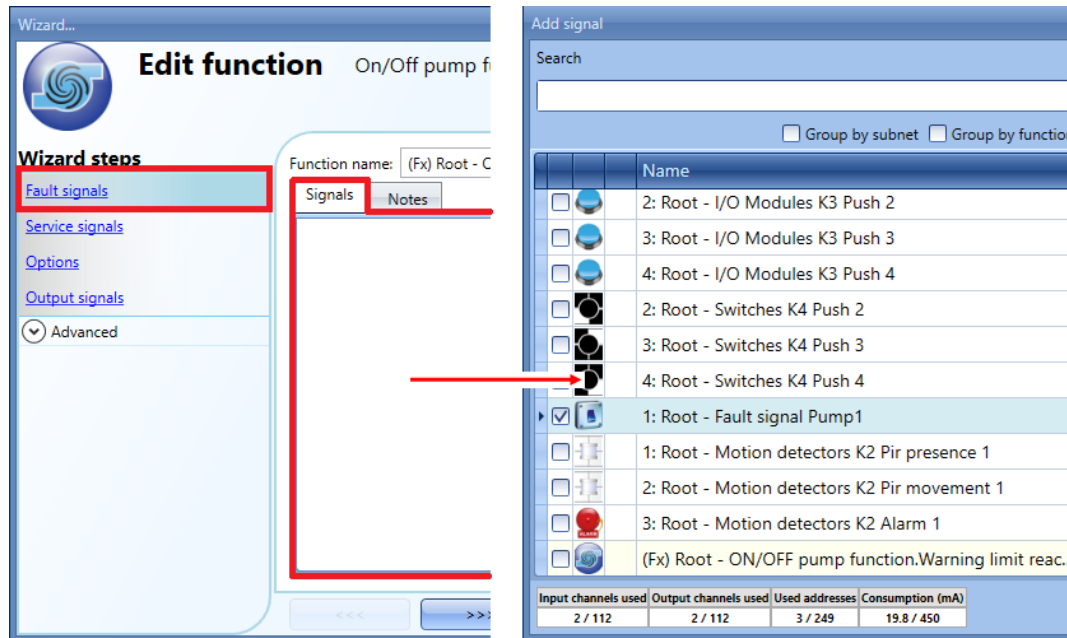 Wizard...
Edit function On/Off pump f
Wizard steps
Fault signals
Service signals
Options
Output signals
Advanced
Function name: (Fx) Root - C
Signals
Notes
<<<
>>>
Add signal
Search
Group by subnet Group by function
Name
2: Root - I/O Modules K3 Push 2
3: Root - I/O Modules K3 Push 3
4: Root - I/O Modules K3 Push 4
2: Root - Switches K4 Push 2
3: Root - Switches K4 Push 3
4: Root - Switches K4 Push 4
1: Root - Fault signal Pump1
1: Root - Motion detectors K2 Pir presence 1
2: Root - Motion detectors K2 Pir movement 1
ALARM 3: Root - Motion detectors K2 Alarm 1
(Fx) Root - ON/OFF pump function.Warning limit reac..
Input channels used Output channels used Used addresses Consumption (mA)
2 / 112 2 / 112 3 / 249 19.8 / 450